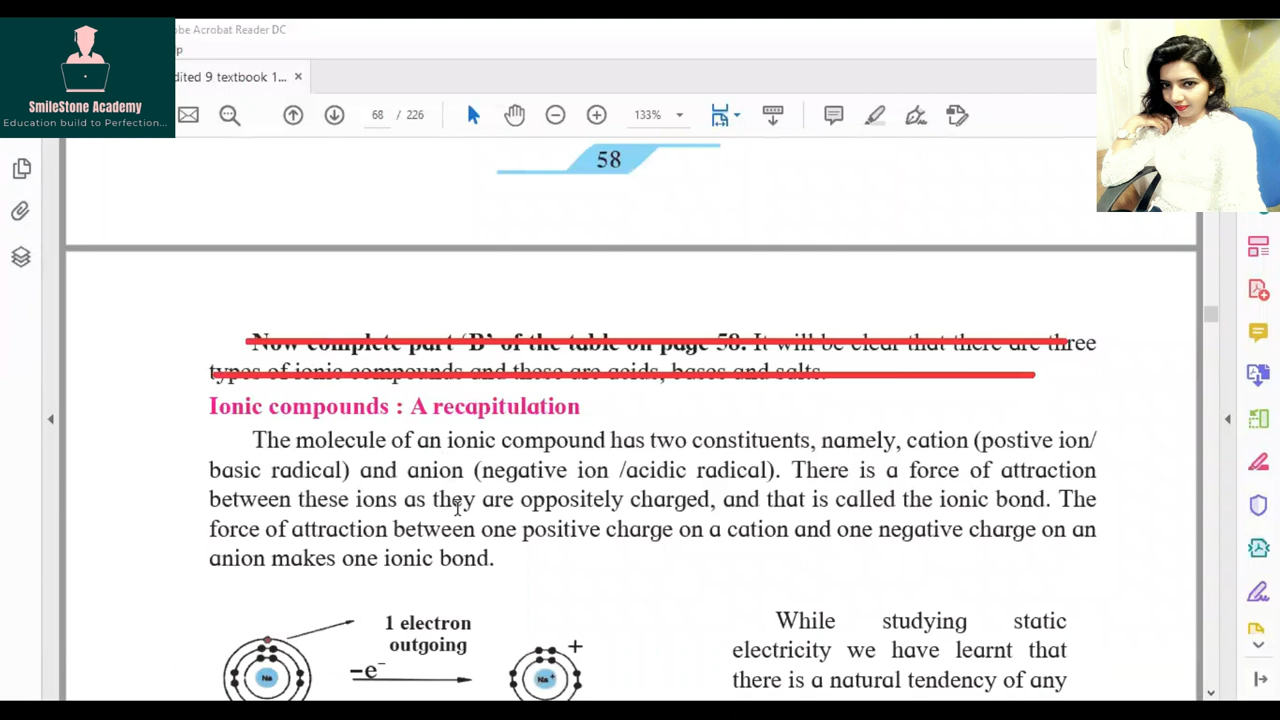 obe Acrobat Reader DC
p
dited 9 textbook 1... ×
SmileStone Academy
Education build to Perfection...
68 / 226
133%
58
Now complete part 'B' of the table on page 58. It will be clear that there are three
types of ionic compounds and these are acids, bases and salts.
Ionic compounds : A recapitulation
The molecule of an ionic compound has two constituents, namely, cation (postive ion/
basic radical) and anion (negative ion /acidic radical). There is a force of attraction
between these ions as they are oppositely charged, and that is called the ionic bond. The
force of attraction between one positive charge on a cation and one negative charge on an
anion makes one ionic bond.
1 electron
outgoing
–e⁻
Na
Na⁺
+
While studying static
electricity we have learnt that
there is a natural tendency of any